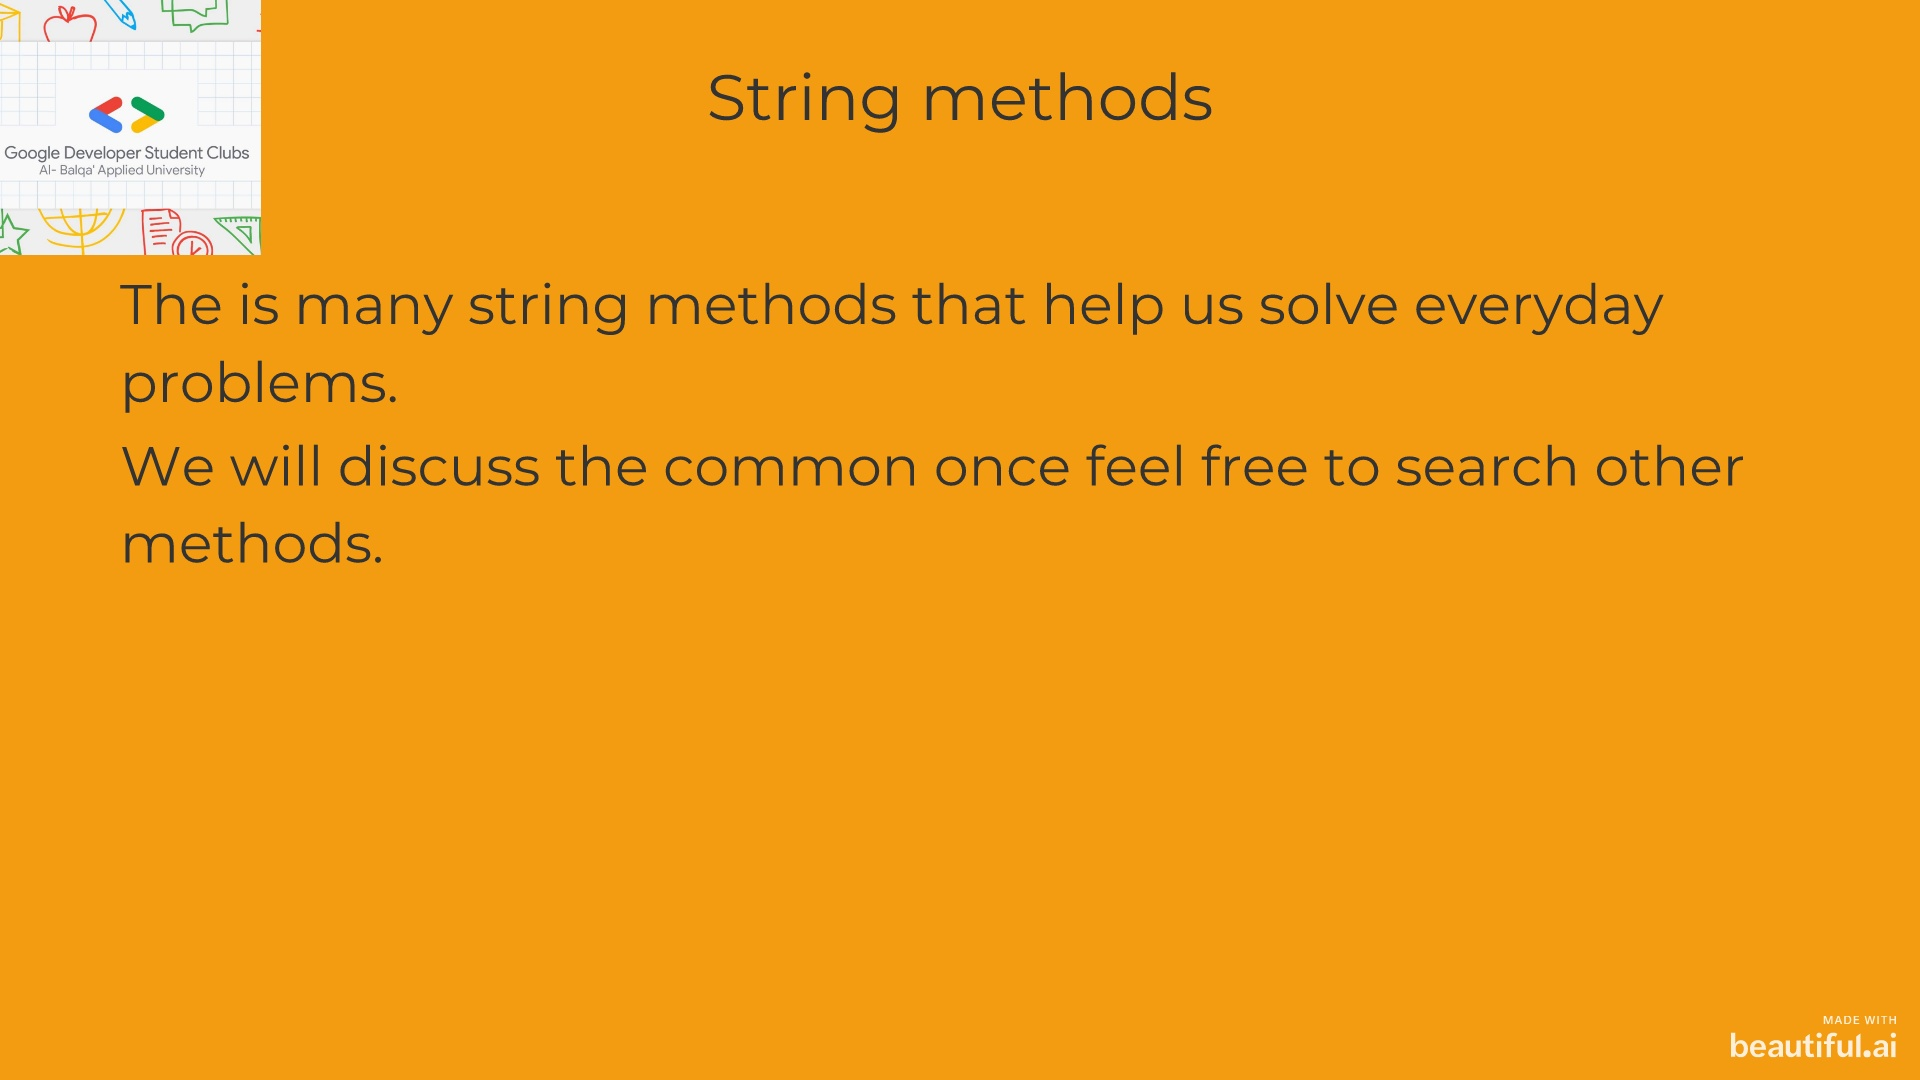 Google Developer Student Clubs
Al- Balqa' Applied University
String methods
The is many string methods that help us solve everyday
problems.
We will discuss the common once feel free to search other
methods.
MADE WITH
beautiful.ai